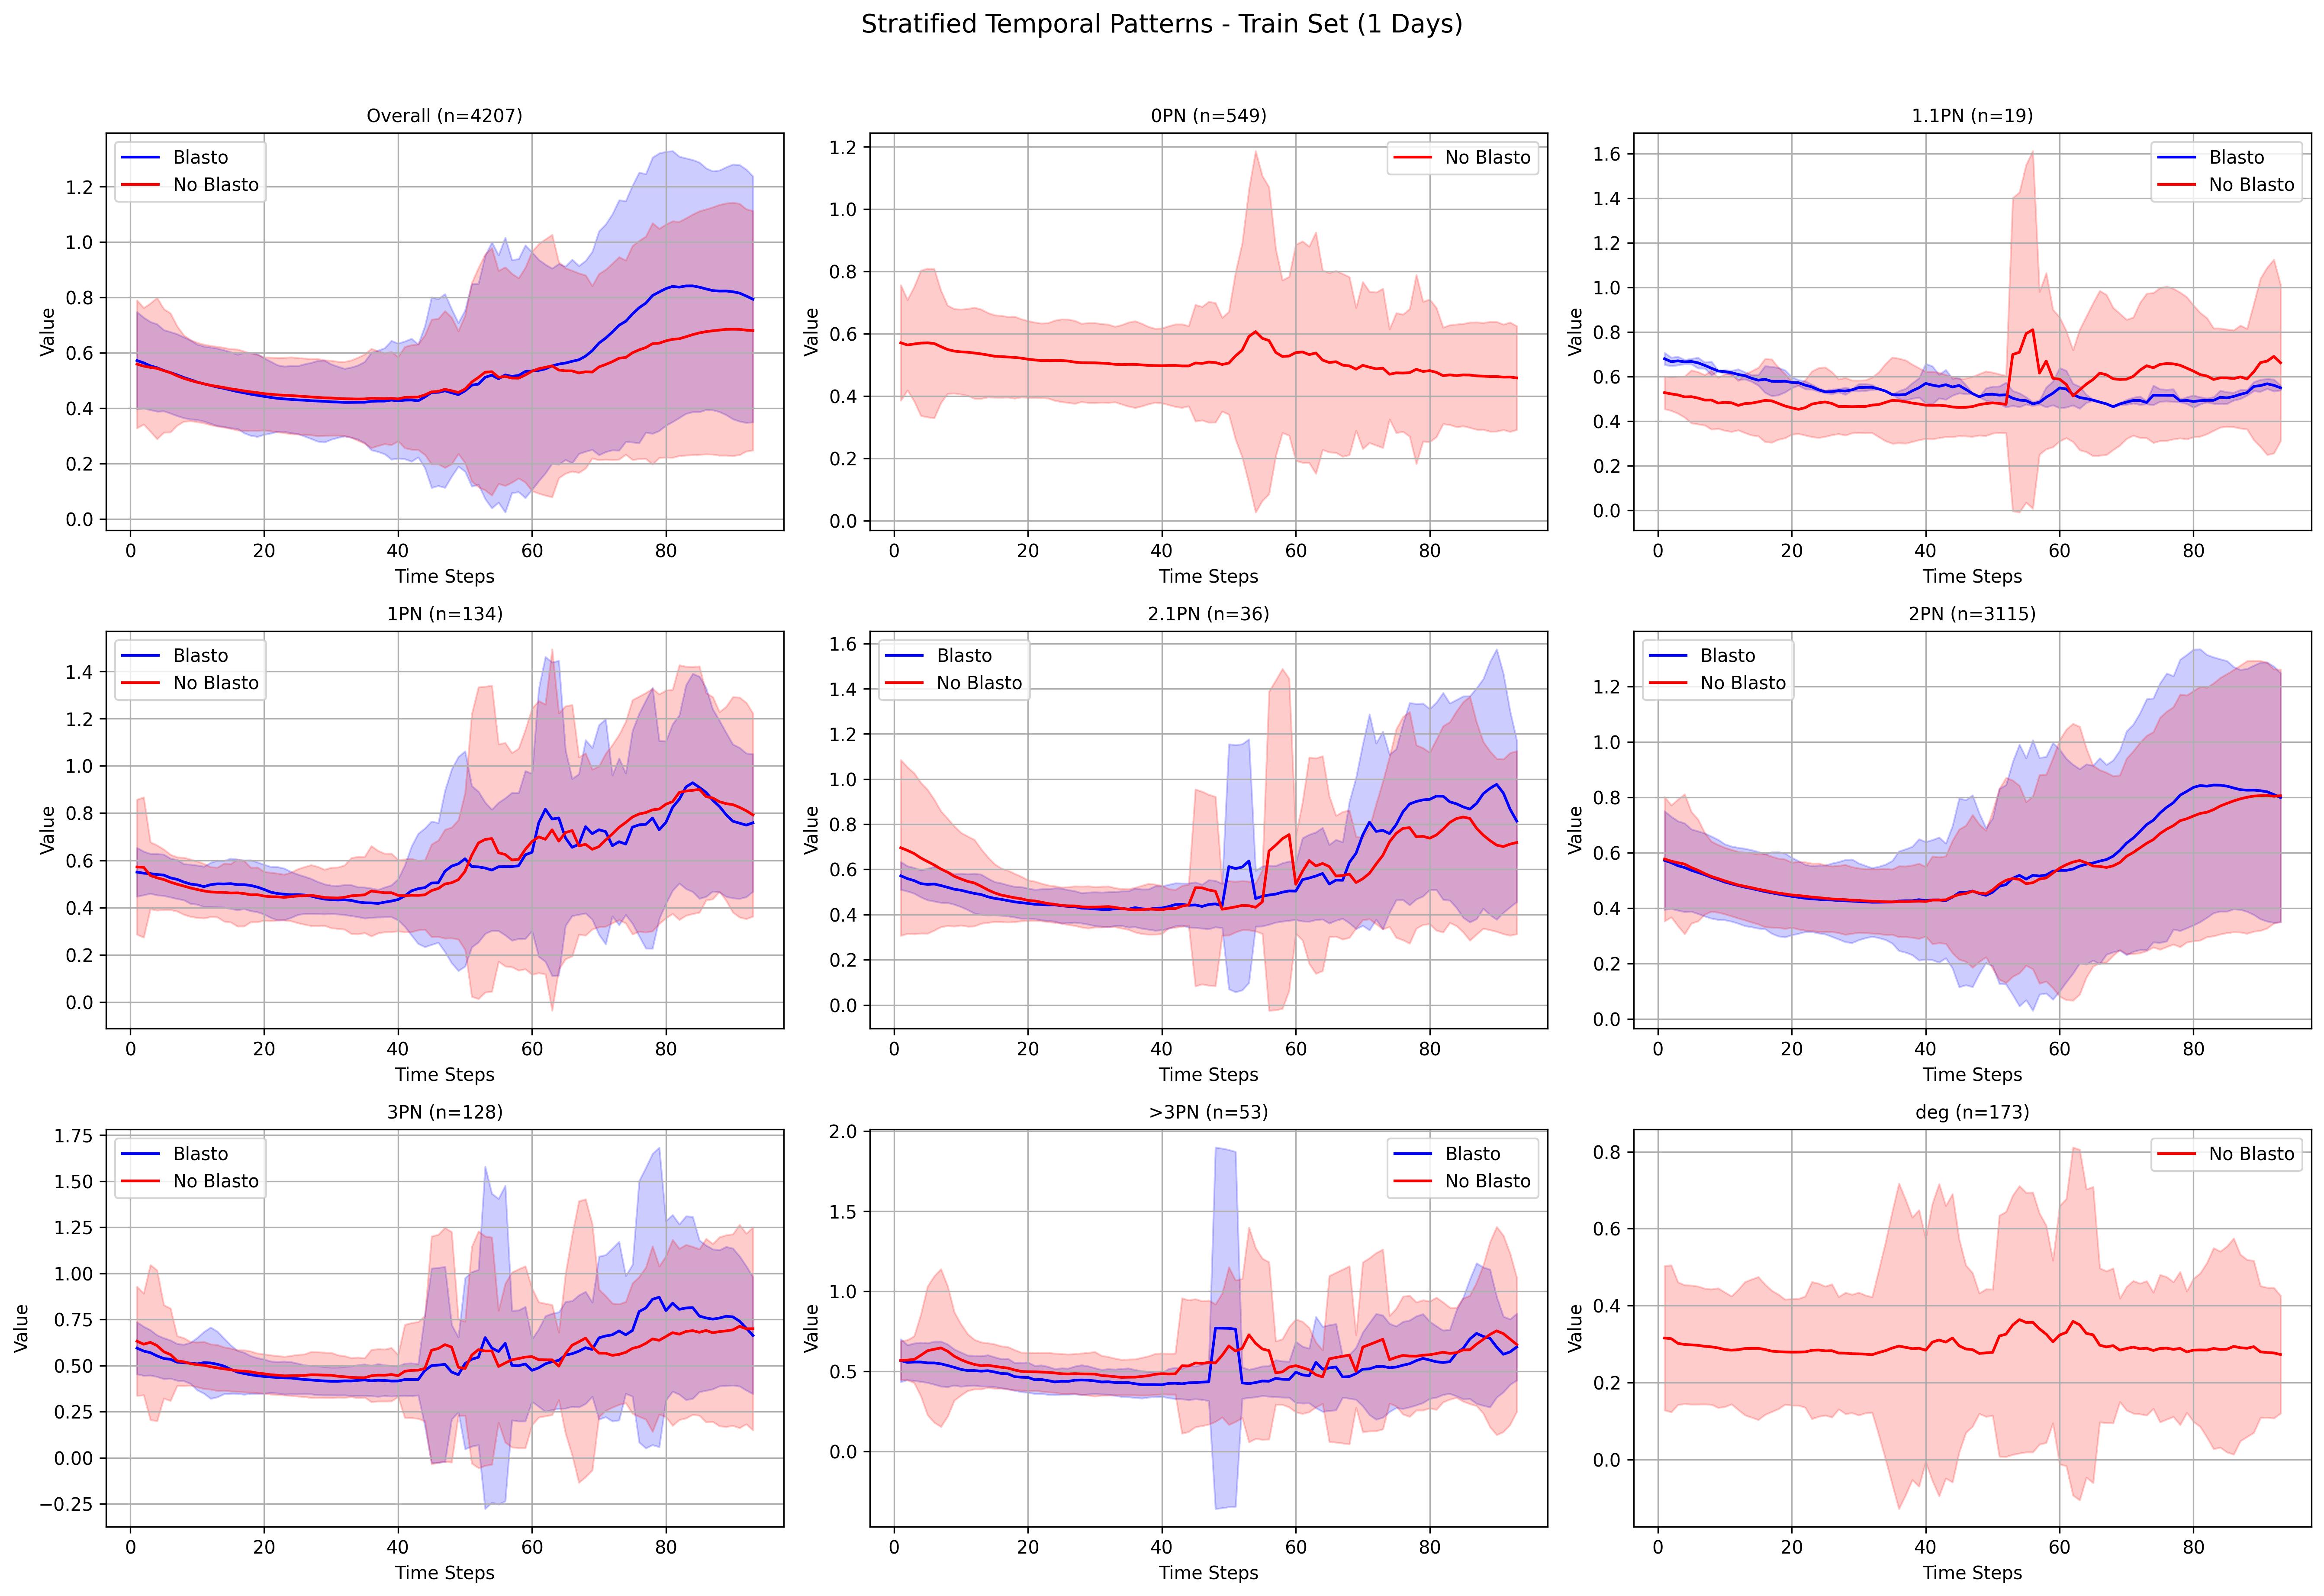 Stratified Temporal Patterns - Train Set (1 Days)
Overall (n=4207)
Blasto
No Blasto
Value
1.2
1.0
0.8
0.6
0.4
0.2
0.0
0 20 40 60 80
Time Steps
0PN (n=549)
No Blasto
Value
1.2
1.0
0.8
0.6
0.4
0.2
0.0
0 20 40 60 80
Time Steps
1.1PN (n=19)
Blasto
No Blasto
Value
1.6
1.4
1.2
1.0
0.8
0.6
0.4
0.2
0.0
0 20 40 60 80
Time Steps
1PN (n=134)
Blasto
No Blasto
Value
1.4
1.2
1.0
0.8
0.6
0.4
0.2
0.0
0 20 40 60 80
Time Steps
2.1PN (n=36)
Blasto
No Blasto
Value
1.6
1.4
1.2
1.0
0.8
0.6
0.4
0.2
0.0
0 20 40 60 80
Time Steps
2PN (n=3115)
Blasto
No Blasto
Value
1.2
1.0
0.8
0.6
0.4
0.2
0.0
0 20 40 60 80
Time Steps
3PN (n=128)
Blasto
No Blasto
Value
1.75
1.50
1.25
1.00
0.75
0.50
0.25
0.00
−0.25
0 20 40 60 80
Time Steps
>3PN (n=53)
Blasto
No Blasto
Value
2.0
1.5
1.0
0.5
0.0
0 20 40 60 80
Time Steps
deg (n=173)
No Blasto
Value
0.8
0.6
0.4
0.2
0.0
0 20 40 60 80
Time Steps